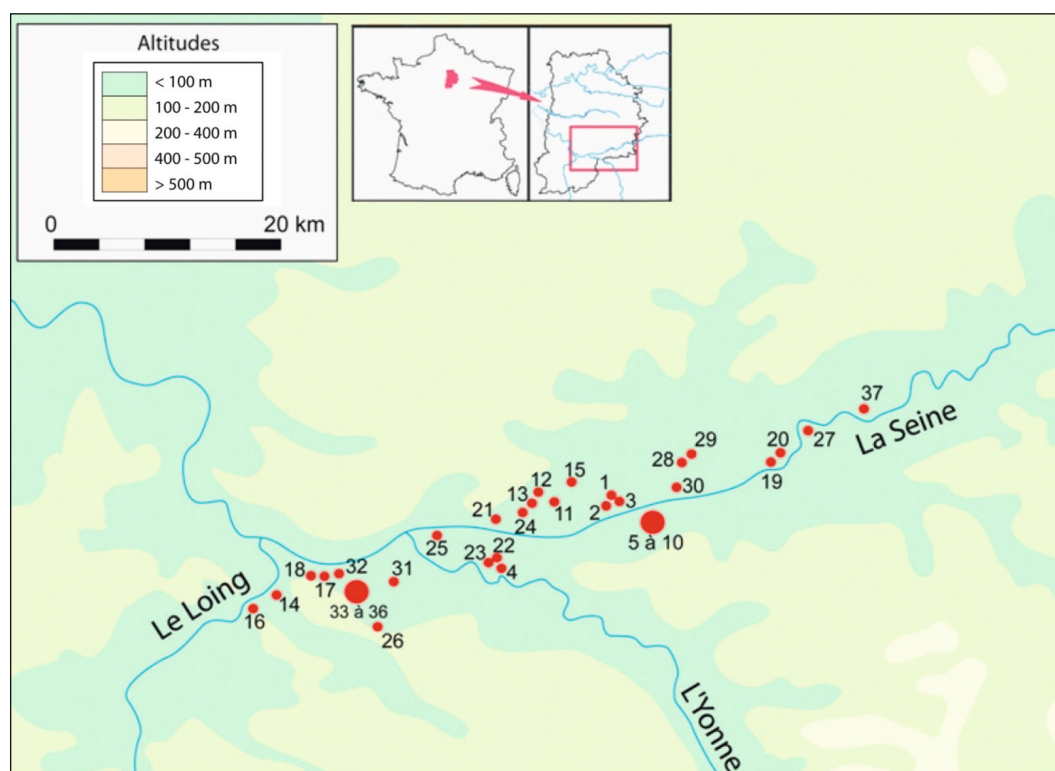 Altitudes
< 100 m
100 - 200 m
200 - 400 m
400 - 500 m
> 500 m
0
20 km
37
La Seine
27
20
19
29
28
30
15
12
13
11
24
21
1
2
3
5 à 10
25
22
23
4
31
32
18
17
33 à 36
26
14
16
Le Loing
L'Yonne